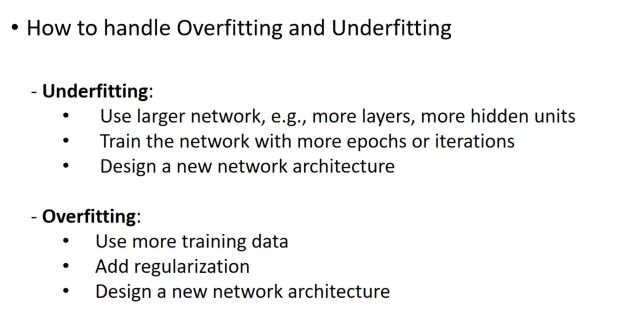 • How to handle Overfitting and Underfitting
- Underfitting:
• Use larger network, e.g., more layers, more hidden units
• Train the network with more epochs or iterations
• Design a new network architecture
- Overfitting:
• Use more training data
• Add regularization
• Design a new network architecture